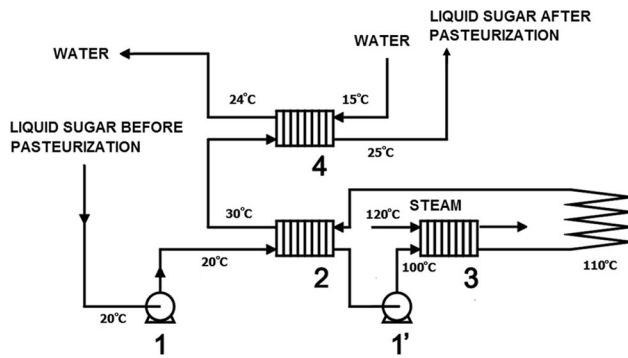 LIQUID SUGAR AFTER
PASTEURIZATION
WATER
WATER
24°C
15°C
LIQUID SUGAR BEFORE
PASTEURIZATION
25°C
4
30°C
120°C
STEAM
20°C
2
100°C
3
110°C
20°C
1
1'